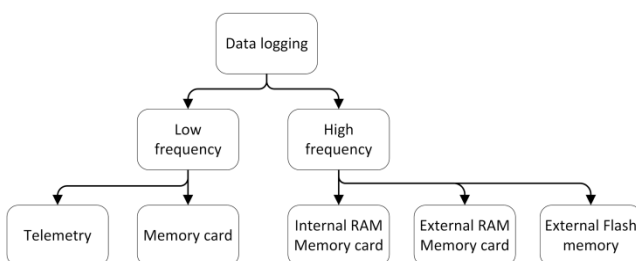 Data logging
Low
frequency
High
frequency
Telemetry
Memory card
Internal RAM
Memory card
External RAM
Memory card
External Flash
memory